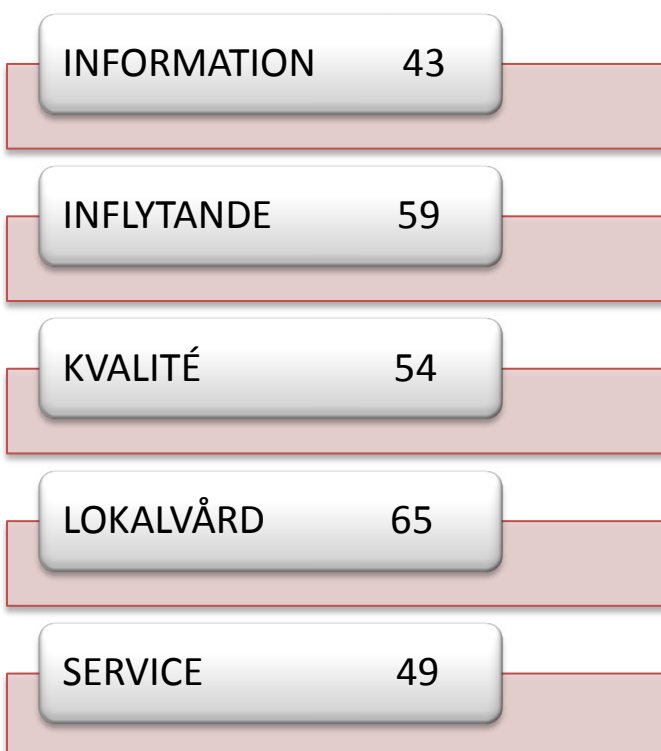 INFORMATION 43
INFLYTANDE 59
KVALITÉ 54
LOKALVÅRD 65
SERVICE 49